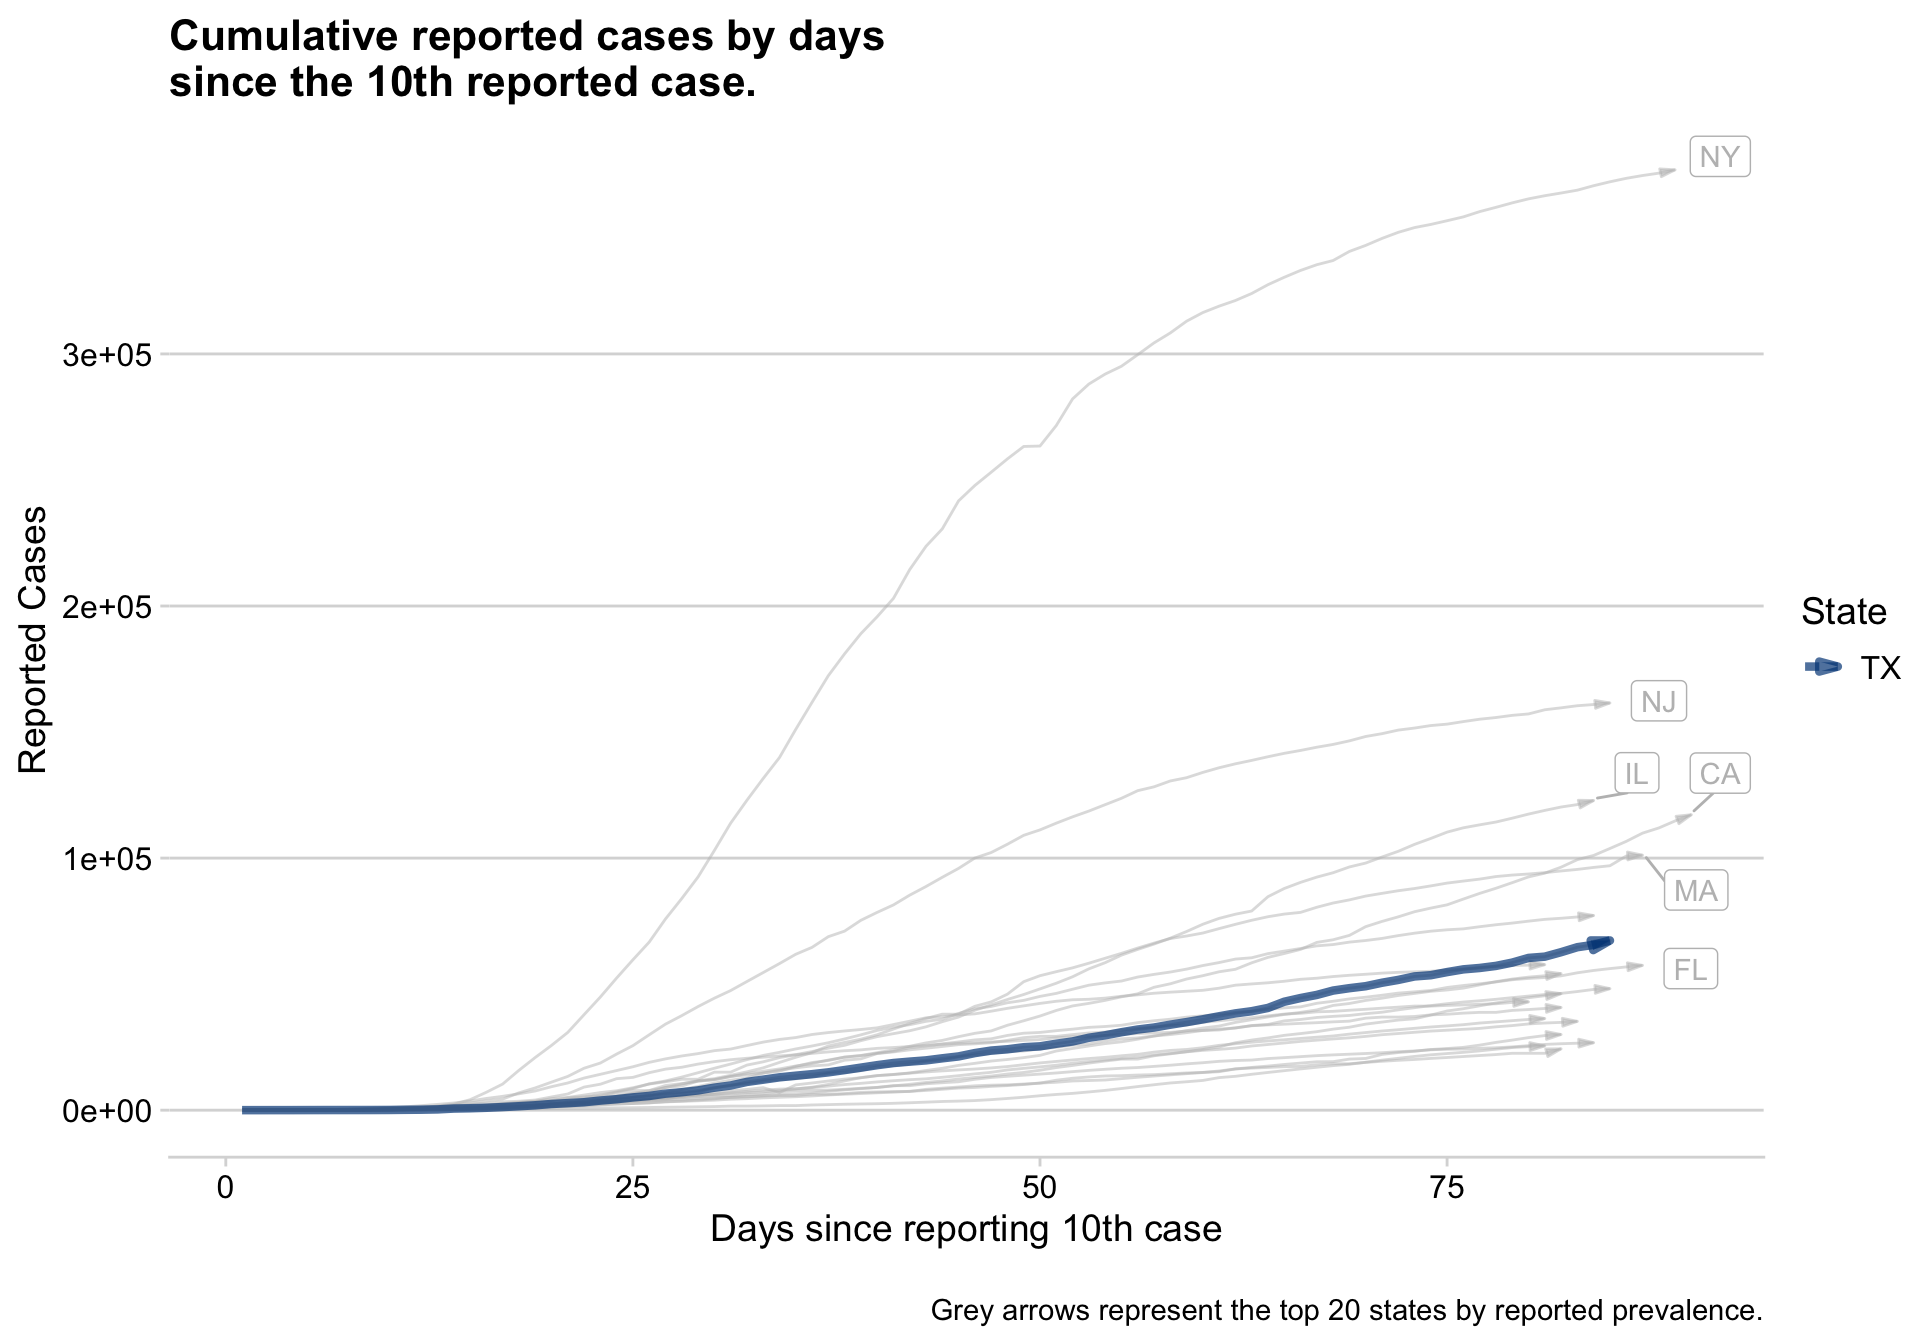 Cumulative reported cases by days
since the 10th reported case.
NY
3e+05
2e+05
NJ
IL
CA
1e+05
MA
FL
0e+00
0
25
50
75
Reported Cases
Days since reporting 10th case
State
TX
Grey arrows represent the top 20 states by reported prevalence.